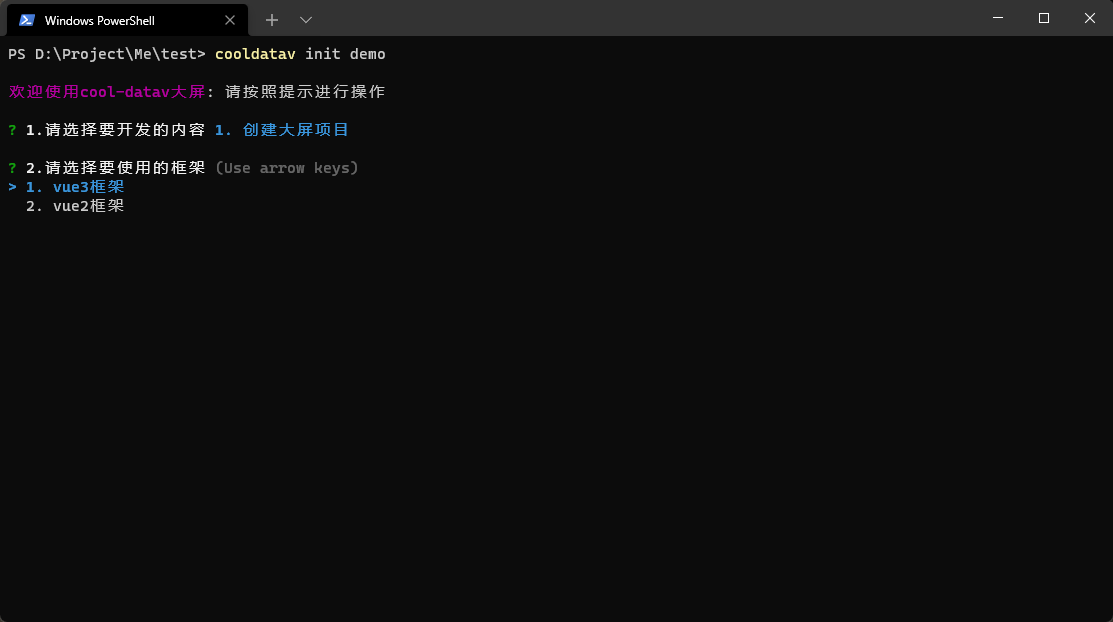 Windows PowerShell
PS D:\Project\Me\test> cooldatav init demo
欢迎使用cool-datav大屏: 请按照提示进行操作
? 1.请选择要开发的内容 1. 创建大屏项目
? 2.请选择要使用的框架 (Use arrow keys)
> 1. vue3框架
2. vue2框架